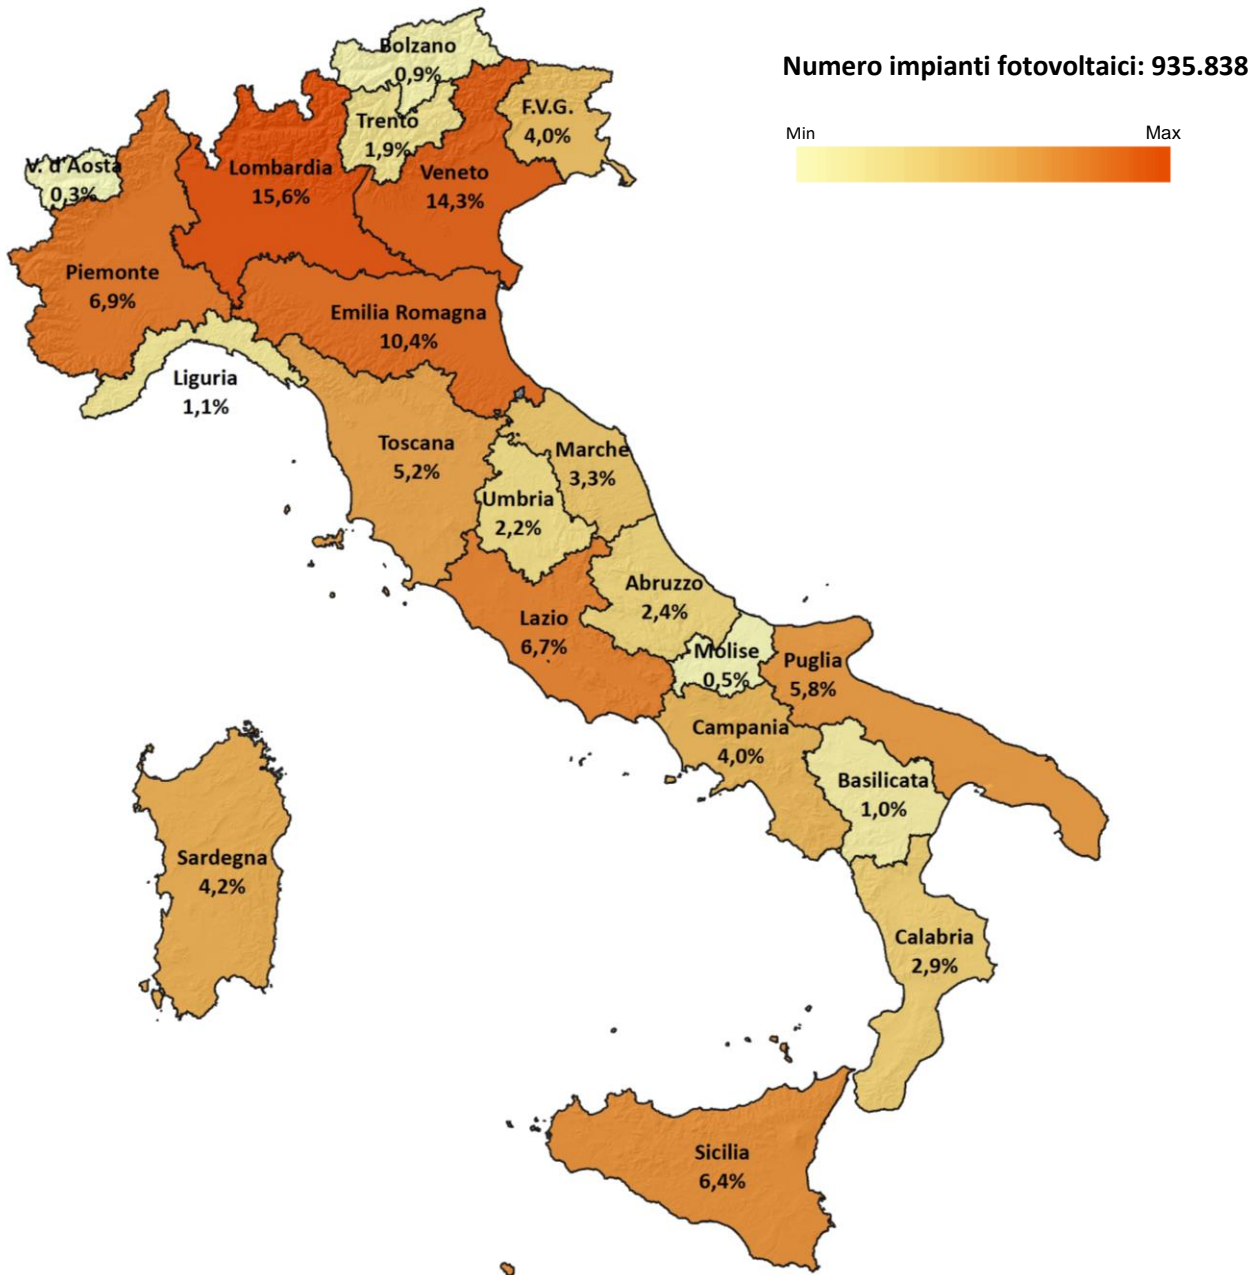 Numero impianti fotovoltaici: 935.838
Min
Max
Bolzano
0,9%
Trento
1,9%
F.V.G.
4,0%
V. d'Aosta
0,3%
Lombardia
15,6%
Veneto
14,3%
Piemonte
6,9%
Emilia Romagna
10,4%
Liguria
1,1%
Toscana
5,2%
Marche
3,3%
Umbria
2,2%
Abruzzo
2,4%
Lazio
6,7%
Molise
0,5%
Puglia
5,8%
Campania
4,0%
Basilicata
1,0%
Sardegna
4,2%
Calabria
2,9%
Sicilia
6,4%